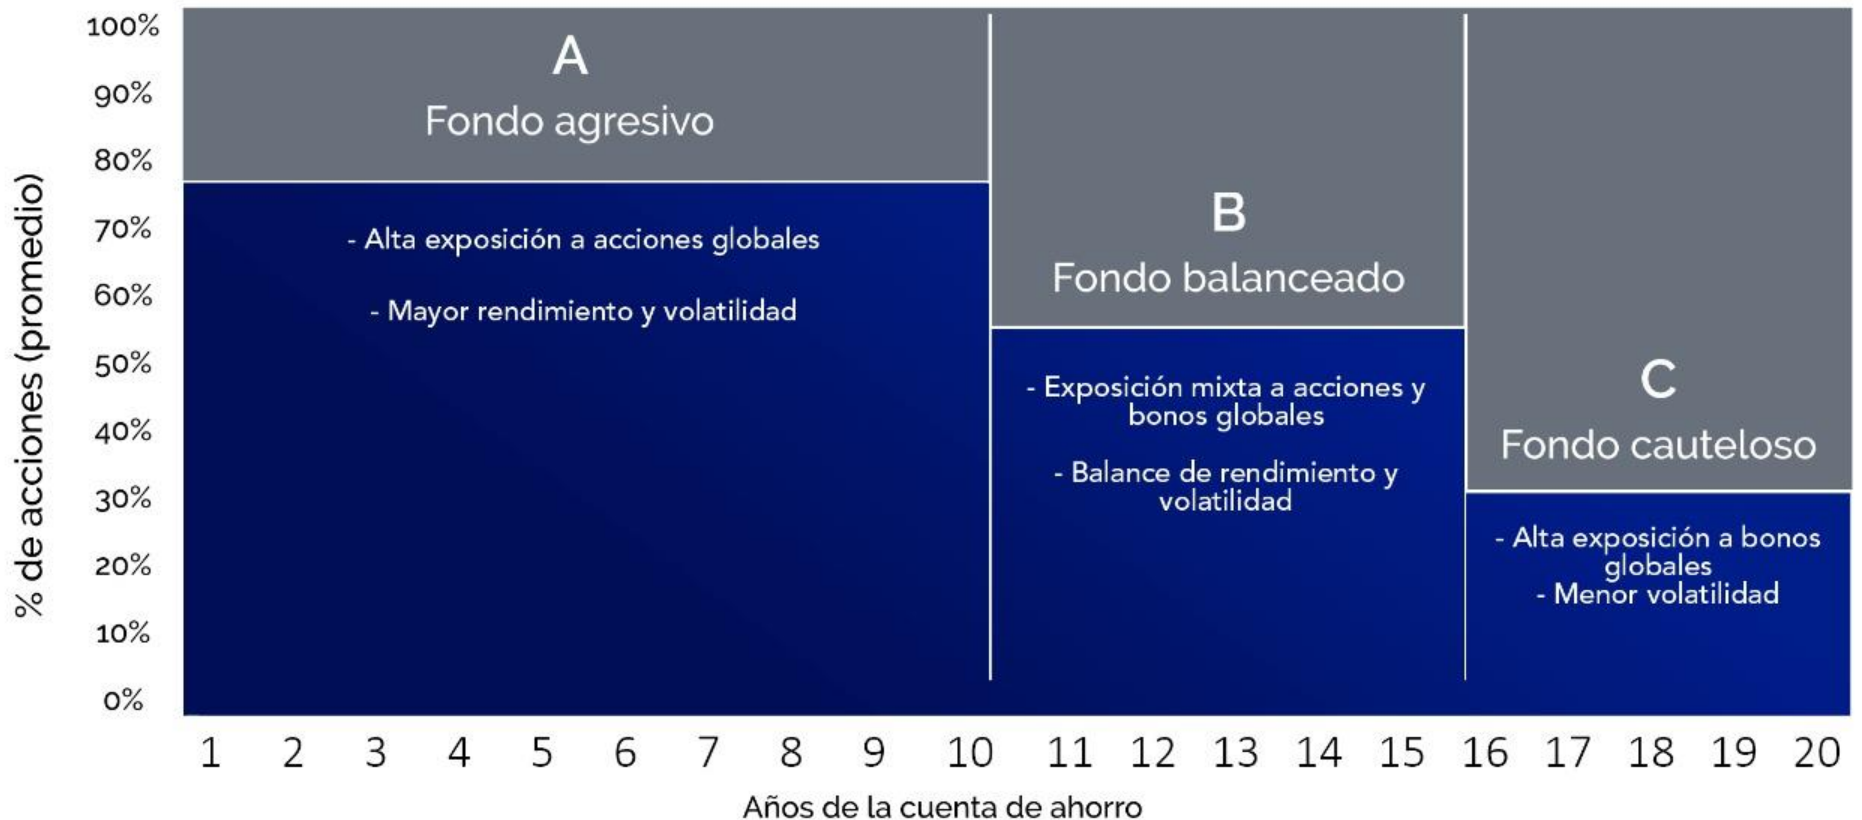 % de acciones (promedio)
100%
90%
80%
70%
60%
50%
40%
30%
20%
10%
0%
A
Fondo agresivo
- Alta exposición a acciones globales
- Mayor rendimiento y volatilidad
B
Fondo balanceado
- Exposición mixta a acciones y
bonos globales
- Balance de rendimiento y
volatilidad
C
Fondo cauteloso
- Alta exposición a bonos
globales
- Menor volatilidad
1 2 3 4 5 6 7 8 9 10 11 12 13 14 15 16 17 18 19 20
Años de la cuenta de ahorro